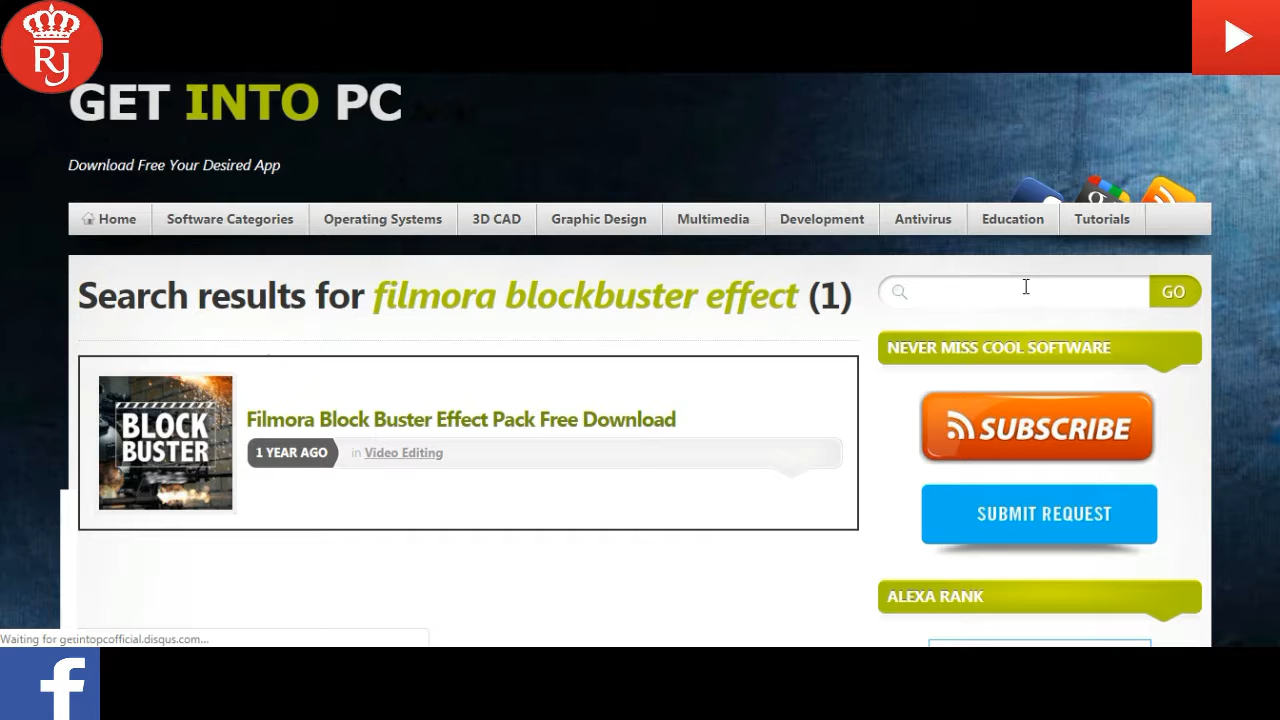 Ry
GET INTO PC
Download Free Your Desired App
Home
Software Categories
Operating Systems
3D CAD
Graphic Design
Multimedia
Development
Antivirus
Education
Tutorials
Search results for filmora blockbuster effect (1)
GO
NEVER MISS COOL SOFTWARE
BLOCK
BUSTER
Filmora Block Buster Effect Pack Free Download
1 YEAR AGO
in Video Editing
SUBSCRIBE
SUBMIT REQUEST
ALEXA RANK
Waiting for getintopcofficial.disqus.com...
f